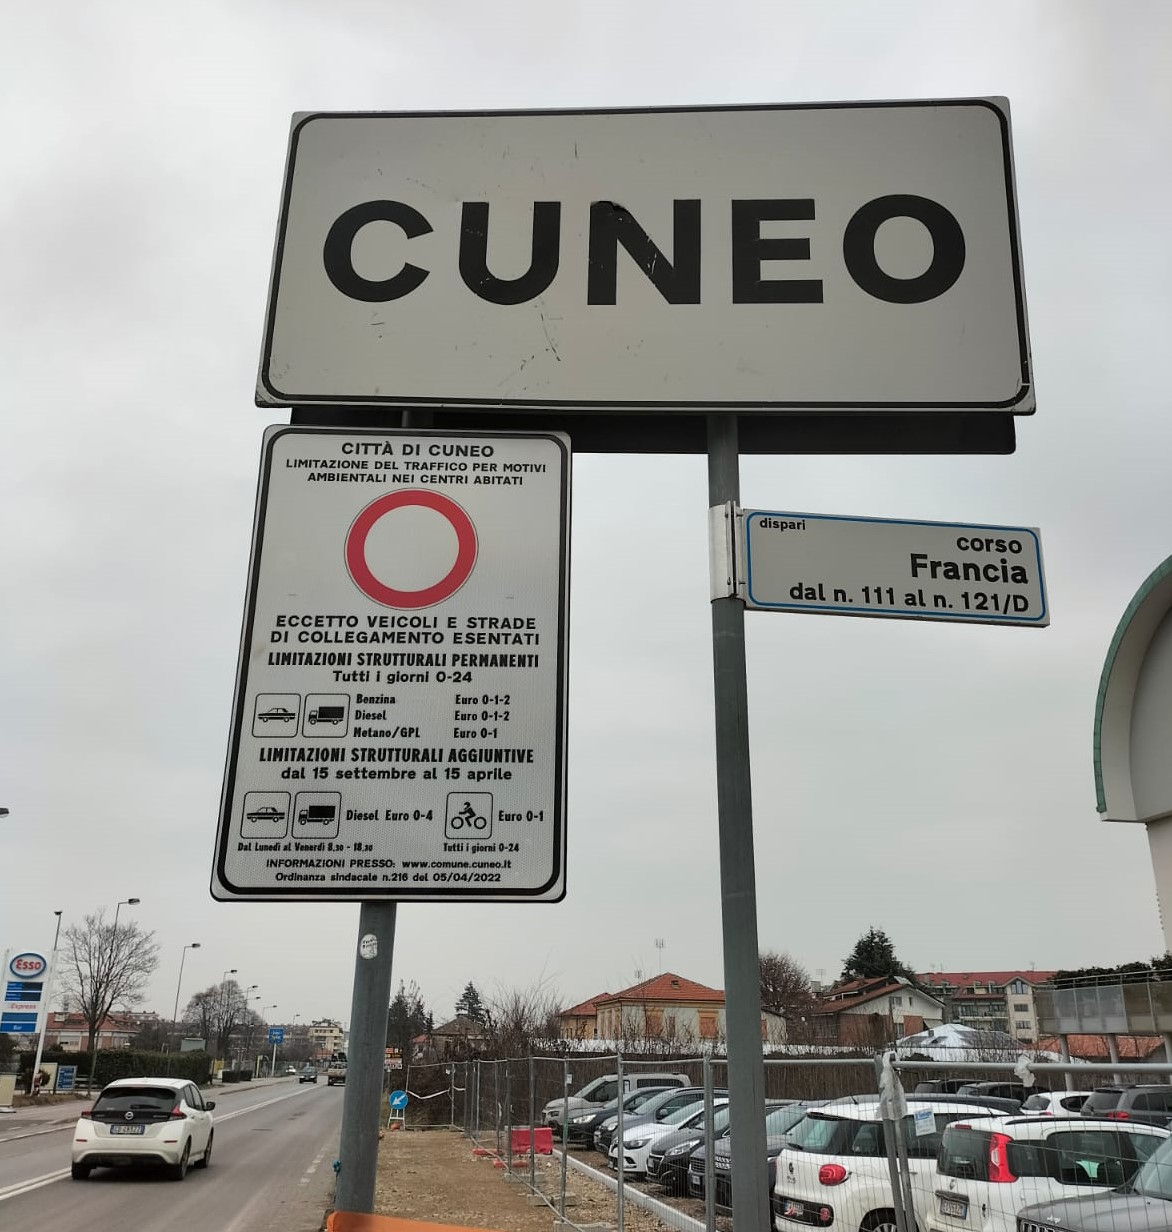 CUNEO
CITTÀ DI CUNEO
LIMITAZIONE DEL TRAFFICO PER MOTIVI
AMBIENTALI NEI CENTRI ABITATI
ECCETTO VEICOLI E STRADE
DI COLLEGAMENTO ESENTATI
LIMITAZIONI STRUTTURALI PERMANENTI
Tutti i giorni 0-24
Benzina Euro 0-1-2
Diesel Euro 0-1-2
Metano/GPL Euro 0-1
LIMITAZIONI STRUTTURALI AGGIUNTIVE
dal 15 settembre al 15 aprile
Diesel Euro 0-4 Euro 0-1
Dal Lunedì al Venerdì 8,30 - 18,30 Tutti i giorni 0-24
INFORMAZIONI PRESSO: www.comune.cuneo.it
Ordinanza sindacale n.216 del 05/04/2022
dispari
corso
Francia
dal n. 111 al n. 121/D
Esso
Express
Bar